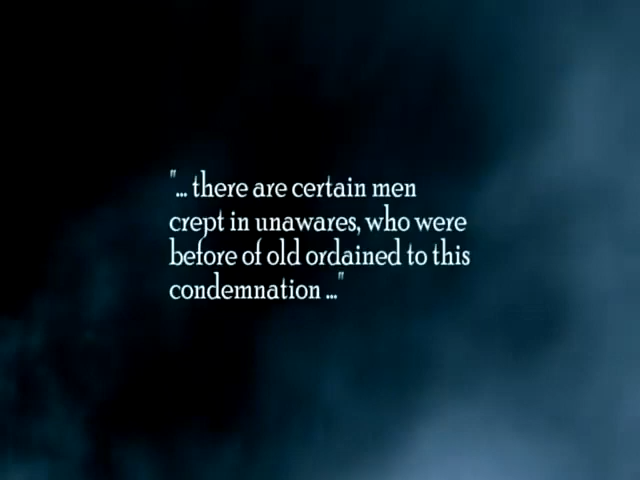 "... there are certain men
crept in unawares, who were
before of old ordained to this
condemnation ..."